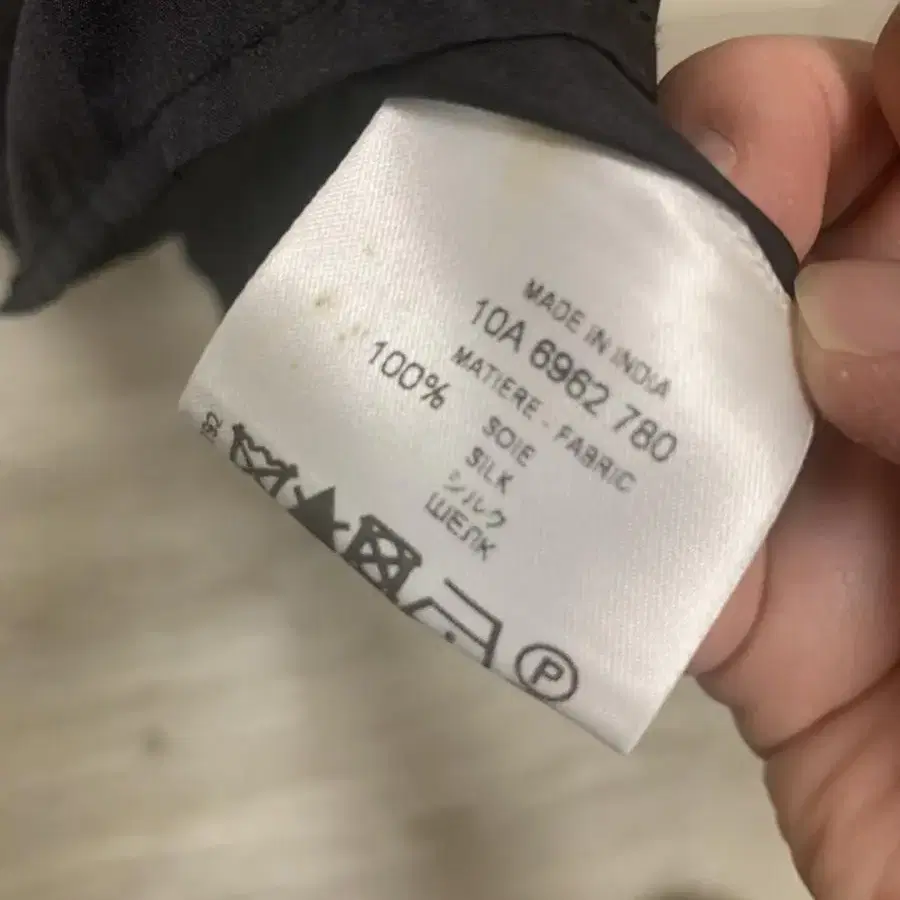 MADE IN INDIA
10A 6962 780
MATIERE - FABRIC
100% SOIE
SILK
シルク
ШЕЛК
P